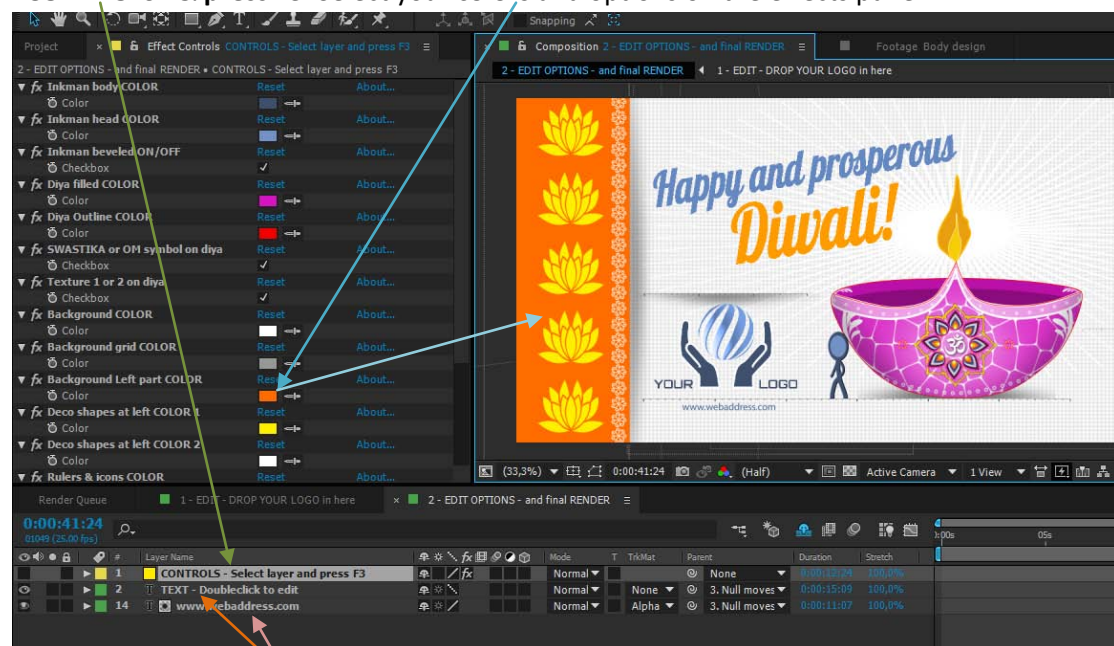 Snapping
Project × Effect Controls CONTROLS - Select layer and press F3
Composition 2 - EDIT OPTIONS - and final RENDER
Footage Body design
2 - EDIT OPTIONS - and final RENDER • CONTROLS - Select layer and press F3
2 - EDIT OPTIONS - and final RENDER 1 - EDIT - DROP YOUR LOGO in here
fx Inkman body COLOR Reset About...
Color
fx Inkman head COLOR Reset About...
Color
fx Inkman beveled ON/OFF Reset About...
Checkbox
fx Diya filled COLOR Reset About...
Color
fx Diya Outline COLOR Reset About...
Color
fx SWASTIKA or OM symbol on diya Reset About...
Checkbox
fx Texture 1 or 2 on diya Reset About...
Checkbox
fx Background COLOR Reset About...
Color
fx Background grid COLOR Reset About...
Color
fx Background Left part COLOR Reset About...
Color
fx Deco shapes at left COLOR 1 Reset About...
Color
fx Deco shapes at left COLOR 2 Reset About...
Color
fx Rulers & icons COLOR Reset About...
Happy and prosperous
Diwali!
ॐ
YOUR LOGO
www.webaddress.com
(33,3%) 0:00:41:24 (Half) Active Camera 1 View
Render Queue 1 - EDIT - DROP YOUR LOGO in here × 2 - EDIT OPTIONS - and final RENDER
0:00:41:24
01049 (25.00 fps)
05s
# Layer Name Mode T TrkMat Parent Duration Stretch
1 CONTROLS - Select layer and press F3 Normal None 100,0%
2 T TEXT - Doubleclick to edit Normal None 3. Null moves 0:00:15:09 100,0%
14 T www.webaddress.com Normal Alpha 3. Null moves 0:00:11:07 100,0%